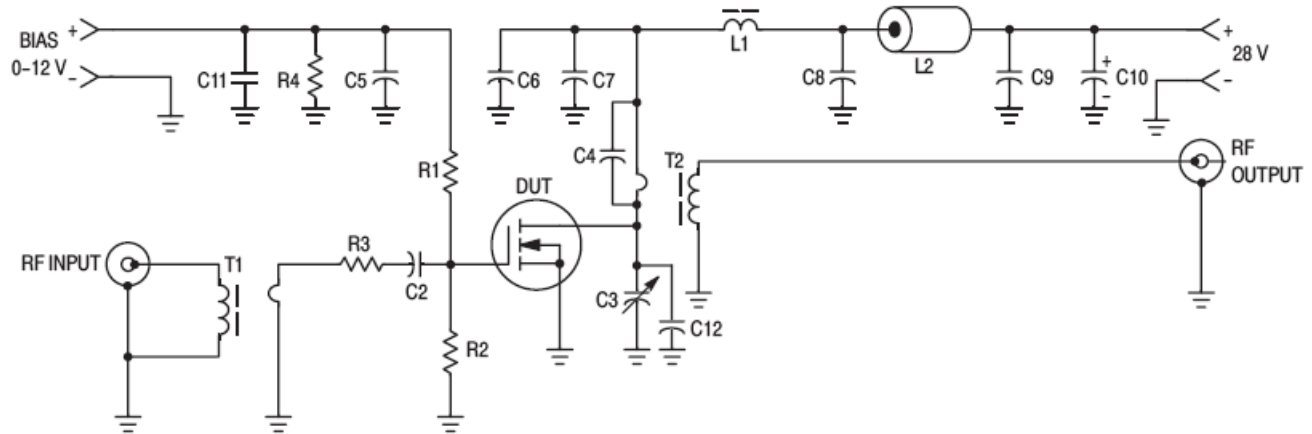 BIAS +
0–12 V
–
C11
R4
C5
C6
C7
L1
C8
L2
C9
+
C10
–
+
28 V
–
R1
C4
T2
DUT
RF
OUTPUT
RF INPUT
T1
R3
C2
C3
C12
R2